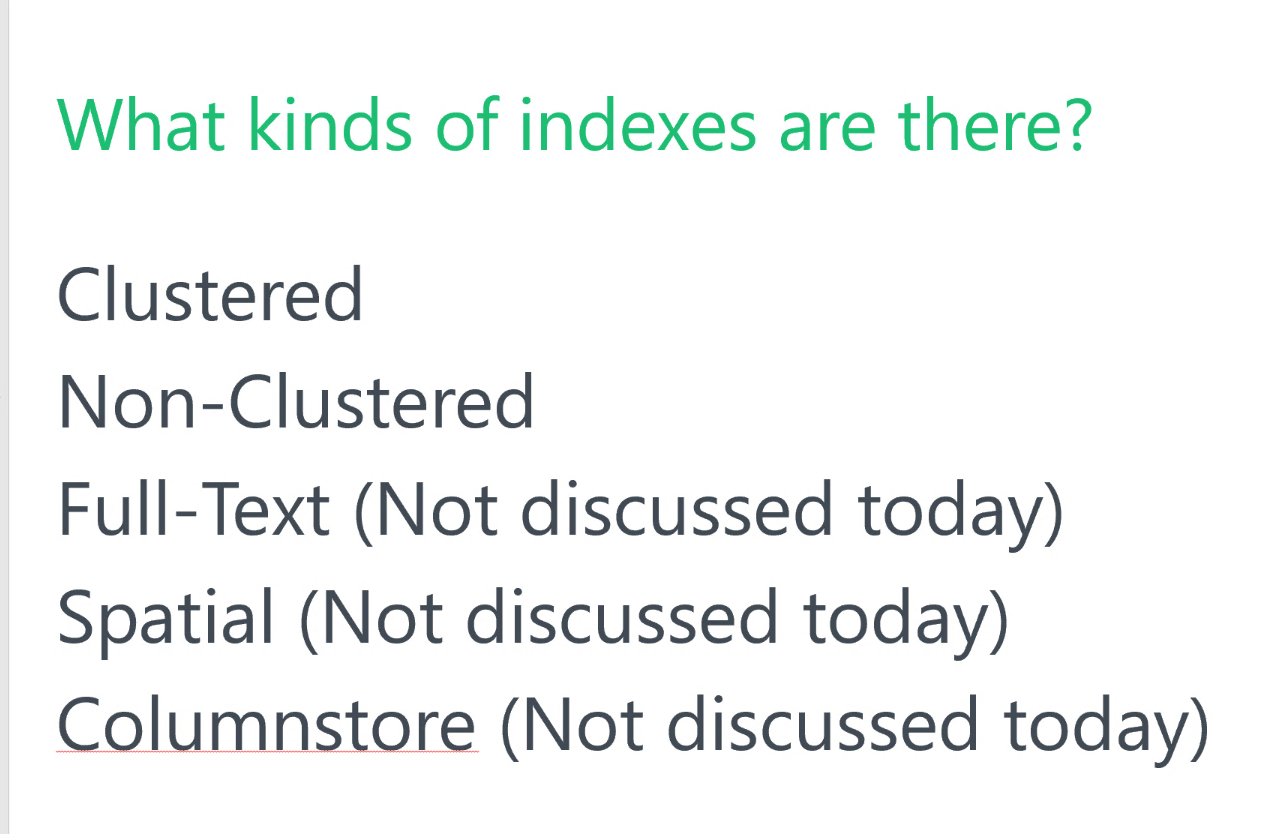 What kinds of indexes are there?
Clustered
Non-Clustered
Full-Text (Not discussed today)
Spatial (Not discussed today)
Columnstore (Not discussed today)